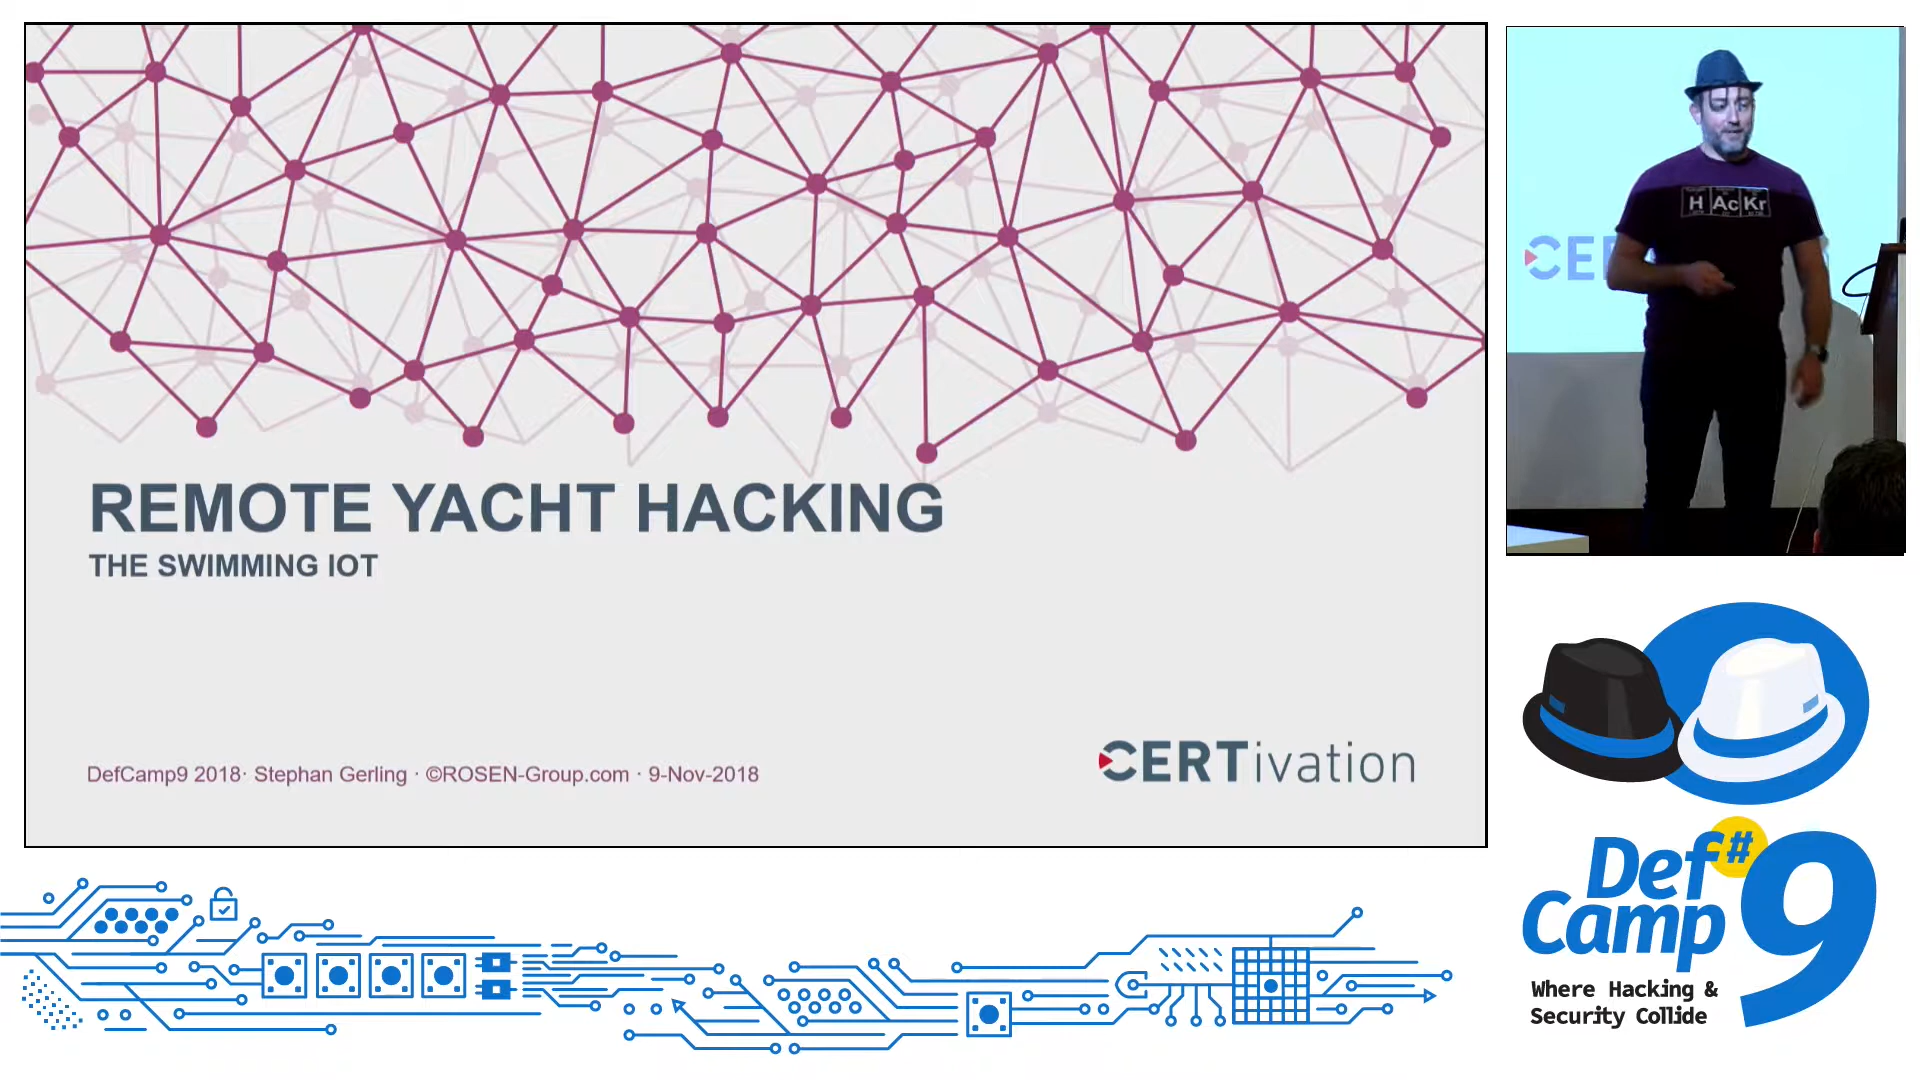 REMOTE YACHT HACKING
THE SWIMMING IOT
DefCamp9 2018· Stephan Gerling · ©ROSEN-Group.com · 9-Nov-2018
CERTivation
H Ac Kr
CE
Def
Camp
#9
Where Hacking &
Security Collide